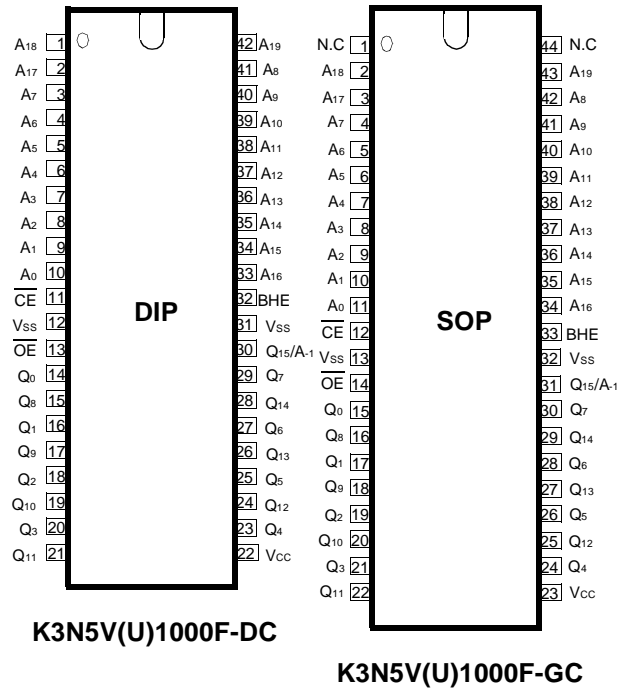 A18 1 42 A19
A17 2 41 A8
A7 3 40 A9
A6 4 39 A10
A5 5 38 A11
A4 6 37 A12
A3 7 36 A13
A2 8 35 A14
A1 9 34 A15
A0 10 33 A16
CE 11 32 BHE
VSS 12 31 VSS
OE 13 30 Q15/A-1
Q0 14 29 Q7
Q8 15 28 Q14
Q1 16 27 Q6
Q9 17 26 Q13
Q2 18 25 Q5
Q10 19 24 Q12
Q3 20 23 Q4
Q11 21 22 VCC
DIP
K3N5V(U)1000F-DC
N.C 1 44 N.C
A18 2 43 A19
A17 3 42 A8
A7 4 41 A9
A6 5 40 A10
A5 6 39 A11
A4 7 38 A12
A3 8 37 A13
A2 9 36 A14
A1 10 35 A15
A0 11 34 A16
CE 12 33 BHE
VSS 13 32 VSS
OE 14 31 Q15/A-1
Q0 15 30 Q7
Q8 16 29 Q14
Q1 17 28 Q6
Q9 18 27 Q13
Q2 19 26 Q5
Q10 20 25 Q12
Q3 21 24 Q4
Q11 22 23 VCC
SOP
K3N5V(U)1000F-GC